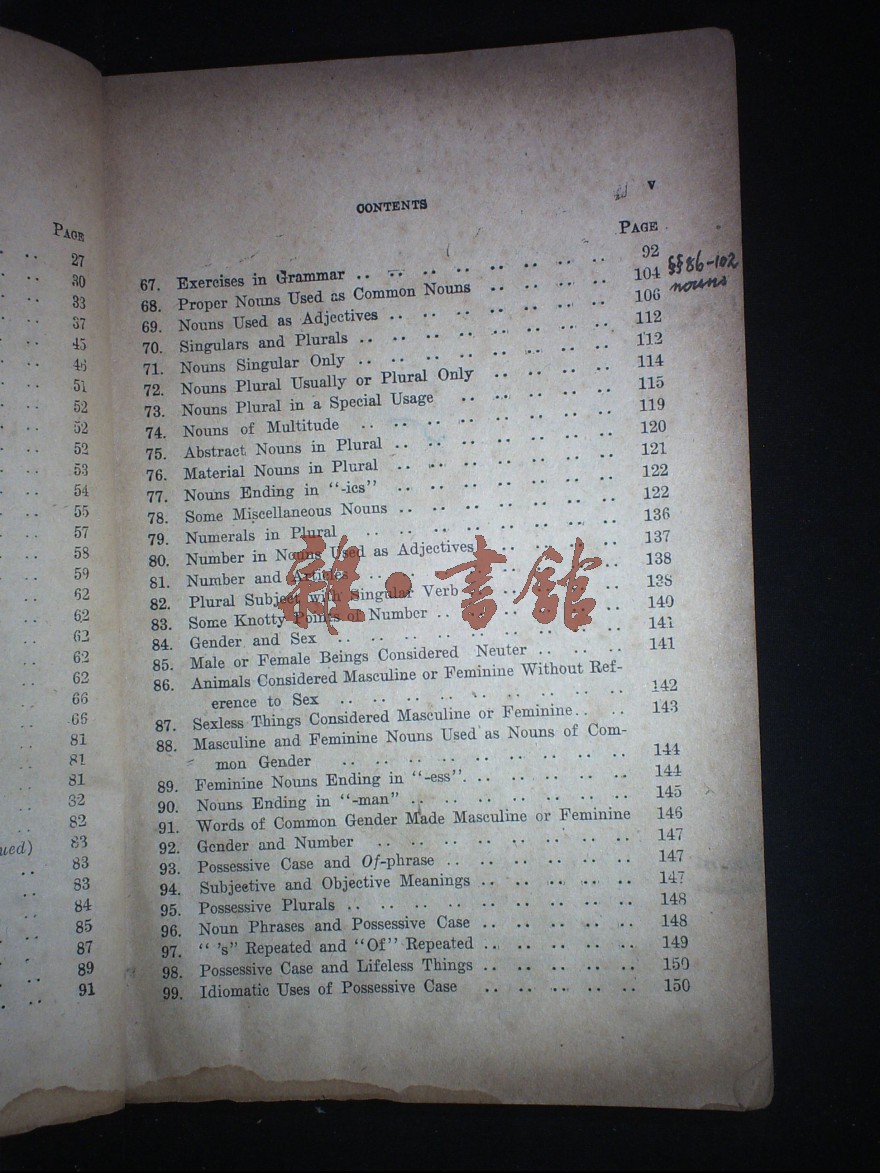 PAGE
27
30
33
37
45
46
51
52
52
52
53
54
55
57
58
59
62
62
62
62
62
66
66
81
81
81
82
82
ued) 83
83
83
84
85
87
89
91
v
CONTENTS
PAGE
67. Exercises in Grammar .. .. .. .. .. .. .. .. .. 92
68. Proper Nouns Used as Common Nouns .. .. .. .. 104
69. Nouns Used as Adjectives .. .. .. .. .. .. .. 106
70. Singulars and Plurals .. .. .. .. .. .. .. .. 112
71. Nouns Singular Only .. .. .. .. .. .. .. .. 112
72. Nouns Plural Usually or Plural Only .. .. .. .. 114
73. Nouns Plural in a Special Usage .. .. .. .. .. 115
74. Nouns of Multitude .. .. .. .. .. .. .. .. 119
75. Abstract Nouns in Plural .. .. .. .. .. .. .. 120
76. Material Nouns in Plural .. .. .. .. .. .. .. 121
77. Nouns Ending in "-ics" .. .. .. .. .. .. .. 122
78. Some Miscellaneous Nouns .. .. .. .. .. .. .. 122
79. Numerals in Plural .. .. .. .. .. .. .. .. 136
80. Number in Nouns Used as Adjectives .. .. .. .. 137
81. Number and Articles .. .. .. .. .. .. .. .. 138
82. Plural Subject with Singular Verb .. .. .. .. .. 138
83. Some Knotty Points of Number .. .. .. .. .. .. 140
84. Gender and Sex .. .. .. .. .. .. .. .. .. 141
85. Male or Female Beings Considered Neuter .. .. .. 141
86. Animals Considered Masculine or Feminine Without Ref-
erence to Sex .. .. .. .. .. .. .. .. .. 142
87. Sexless Things Considered Masculine or Feminine .. .. 143
88. Masculine and Feminine Nouns Used as Nouns of Com-
mon Gender .. .. .. .. .. .. .. .. .. 144
89. Feminine Nouns Ending in "-ess" .. .. .. .. .. 144
90. Nouns Ending in "-man" .. .. .. .. .. .. .. 145
91. Words of Common Gender Made Masculine or Feminine 146
92. Gender and Number .. .. .. .. .. .. .. .. 147
93. Possessive Case and Of-phrase .. .. .. .. .. .. 147
94. Subjective and Objective Meanings .. .. .. .. .. 147
95. Possessive Plurals .. .. .. .. .. .. .. .. 148
96. Noun Phrases and Possessive Case .. .. .. .. .. 148
97. " 's" Repeated and "Of" Repeated .. .. .. .. .. 149
98. Possessive Case and Lifeless Things .. .. .. .. .. 150
99. Idiomatic Uses of Possessive Case .. .. .. .. .. 150
§§86-102
nouns
雜·書館